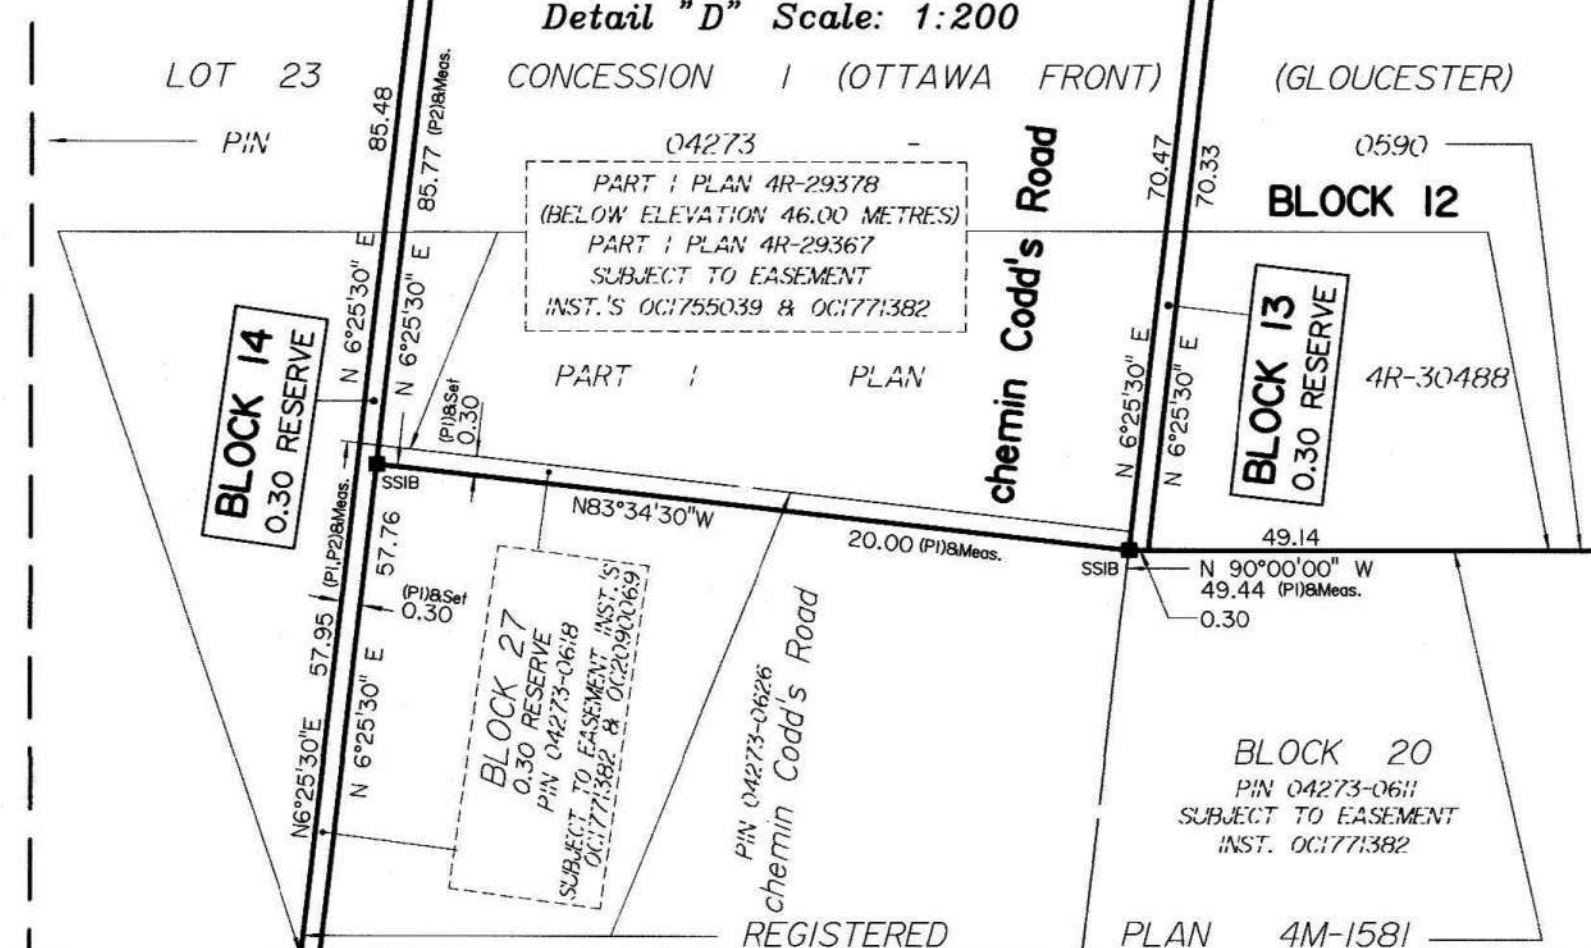 Detail "D" Scale: 1:200
LOT 23 CONCESSION 1 (OTTAWA FRONT) (GLOUCESTER)
PIN 04273 - 0590
85.48
85.77 (P2)&Meas.
N 6°25'30" E
N 6°25'30" E
PART 1 PLAN 4R-29378
(BELOW ELEVATION 46.00 METRES)
PART 1 PLAN 4R-29367
SUBJECT TO EASEMENT
INST.'S OC1755039 & OC1771382
chemin Codd's Road
70.47
70.33
N 6°25'30" E
N 6°25'30" E
BLOCK 12
BLOCK 14
0.30 RESERVE
BLOCK 13
0.30 RESERVE
PART 1 PLAN 4R-30488
(P1)&Set
0.30
SSIB
N83°34'30"W
20.00 (P1)&Meas.
SSIB
49.14
N 90°00'00" W
49.44 (P1)&Meas.
0.30
57.95 (P1,P2)&Meas.
N6°25'30"E
57.76
N 6°25'30" E
(P1)&Set
0.30
BLOCK 27
0.30 RESERVE
PIN 04273-0618
SUBJECT TO EASEMENT INST.'S
OC1771382 & OC2090069
PIN 04273-0626
chemin Codd's Road
BLOCK 20
PIN 04273-0611
SUBJECT TO EASEMENT
INST. OC1771382
REGISTERED PLAN 4M-1581